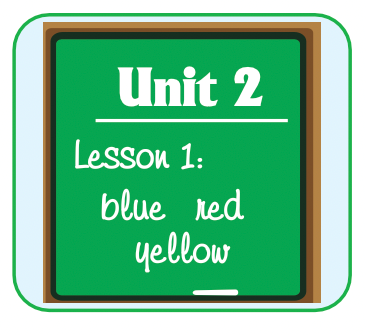 Unit 2
Lesson 1:
blue red
yellow